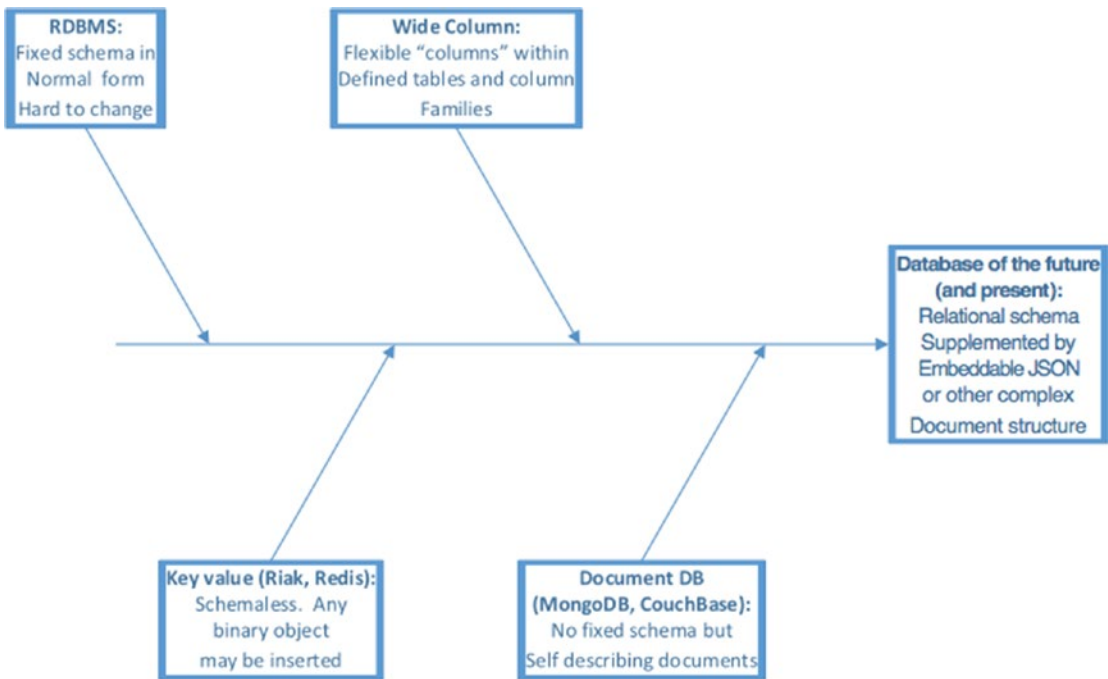 RDBMS:
Fixed schema in
Normal form
Hard to change
Wide Column:
Flexible “columns” within
Defined tables and column
Families
Database of the future
(and present):
Relational schema
Supplemented by
Embeddable JSON
or other complex
Document structure
Key value (Riak, Redis):
Schemaless. Any
binary object
may be inserted
Document DB
(MongoDB, CouchBase):
No fixed schema but
Self describing documents